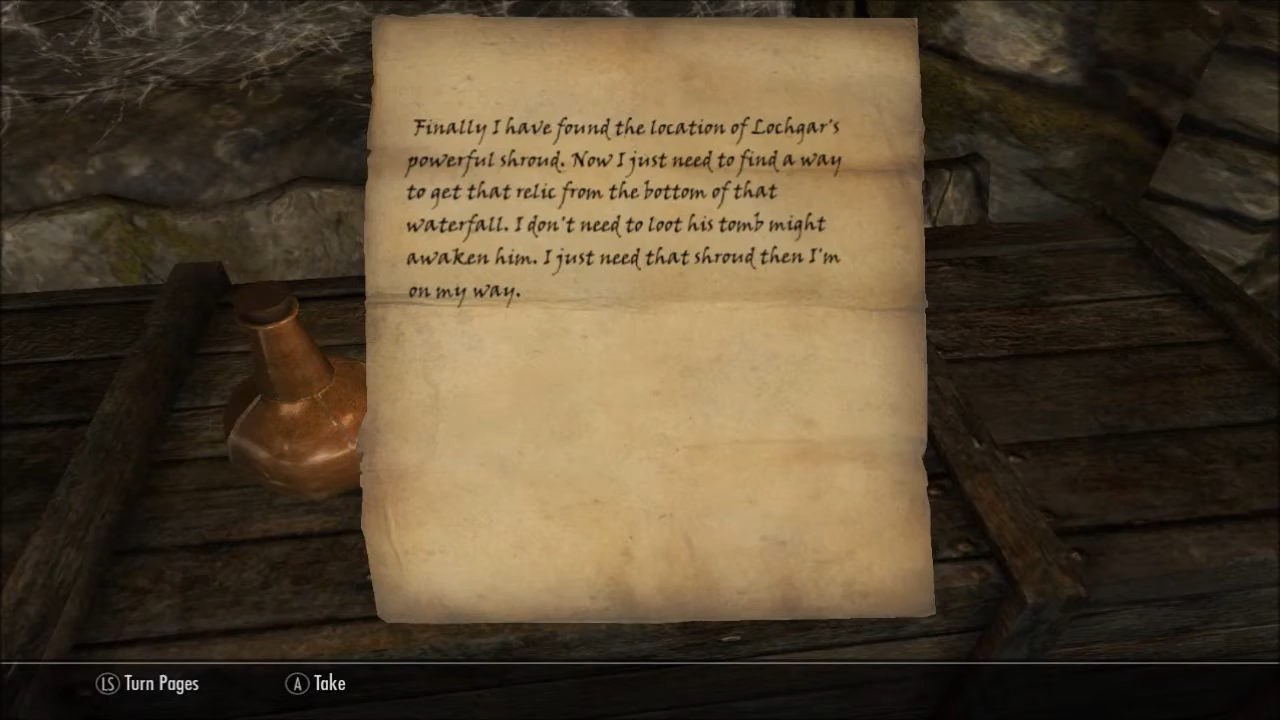 Finally I have found the location of Lochgar's
powerful shroud. Now I just need to find a way
to get that relic from the bottom of that
waterfall. I don't need to loot his tomb might
awaken him. I just need that shroud then I'm
on my way.
LS Turn Pages
A Take